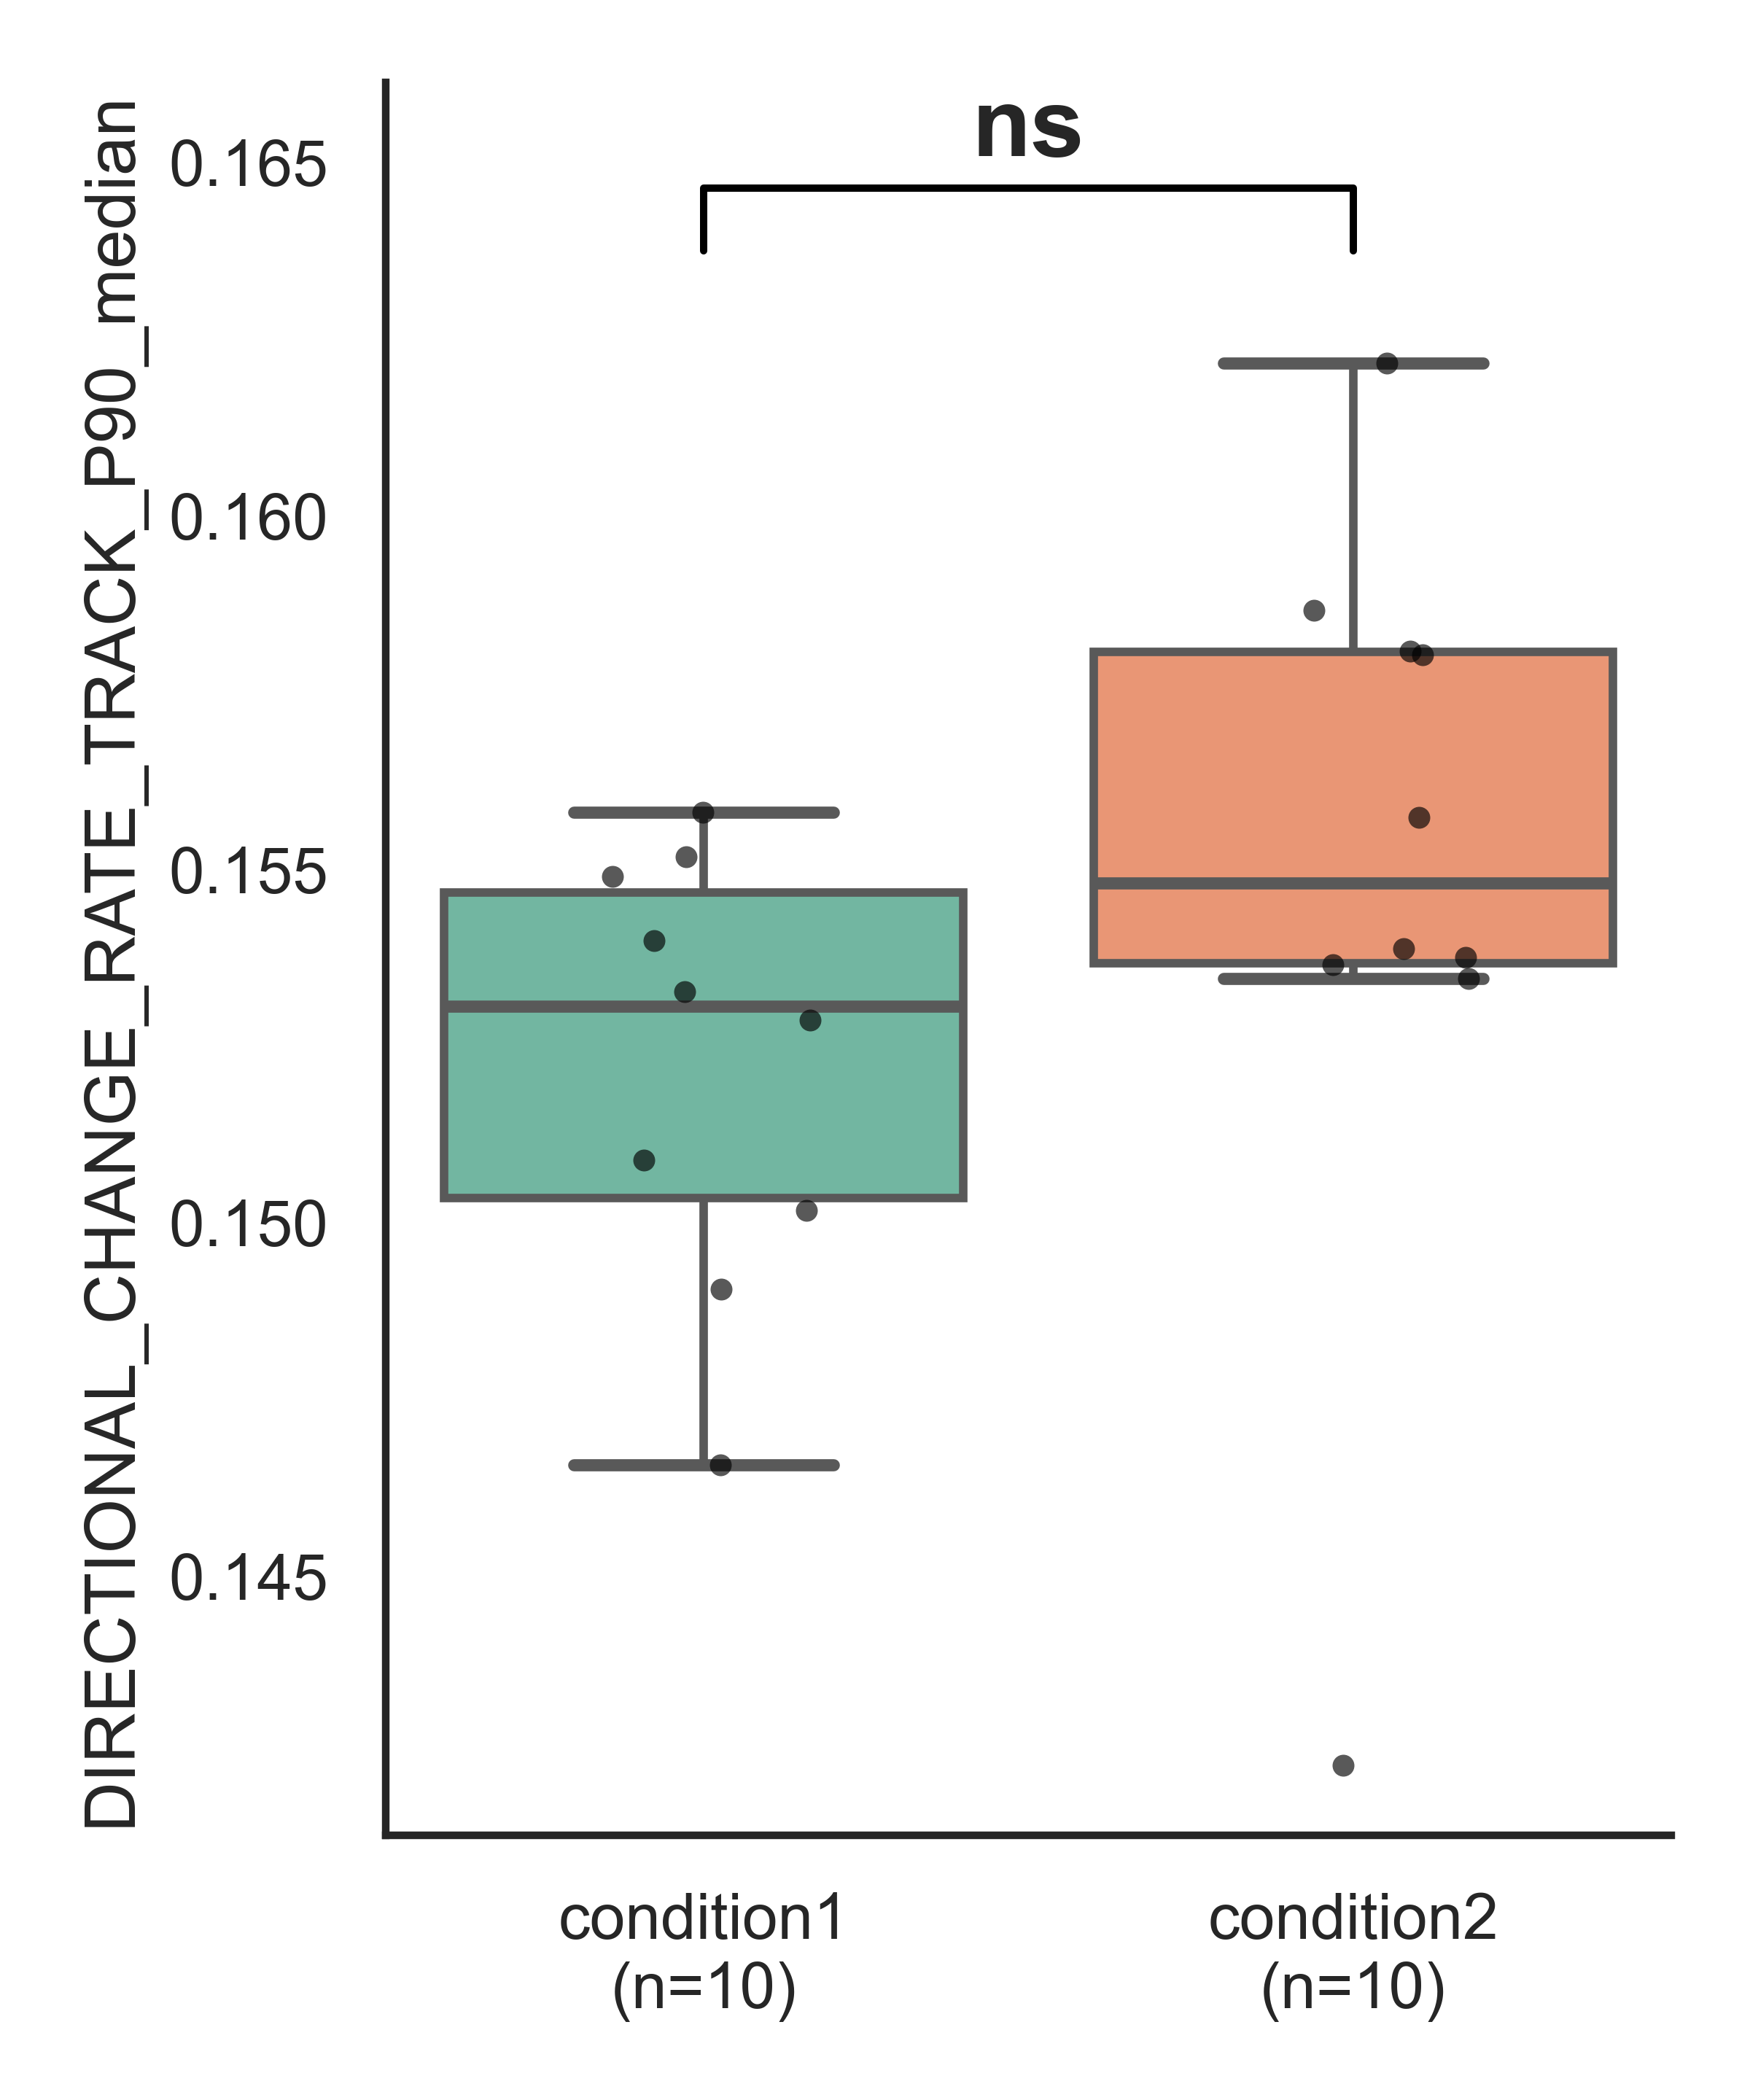 ns
DIRECTIONAL_CHANGE_RATE_TRACK_P90_median
0.165
0.160
0.155
0.150
0.145
condition1
(n=10)
condition2
(n=10)